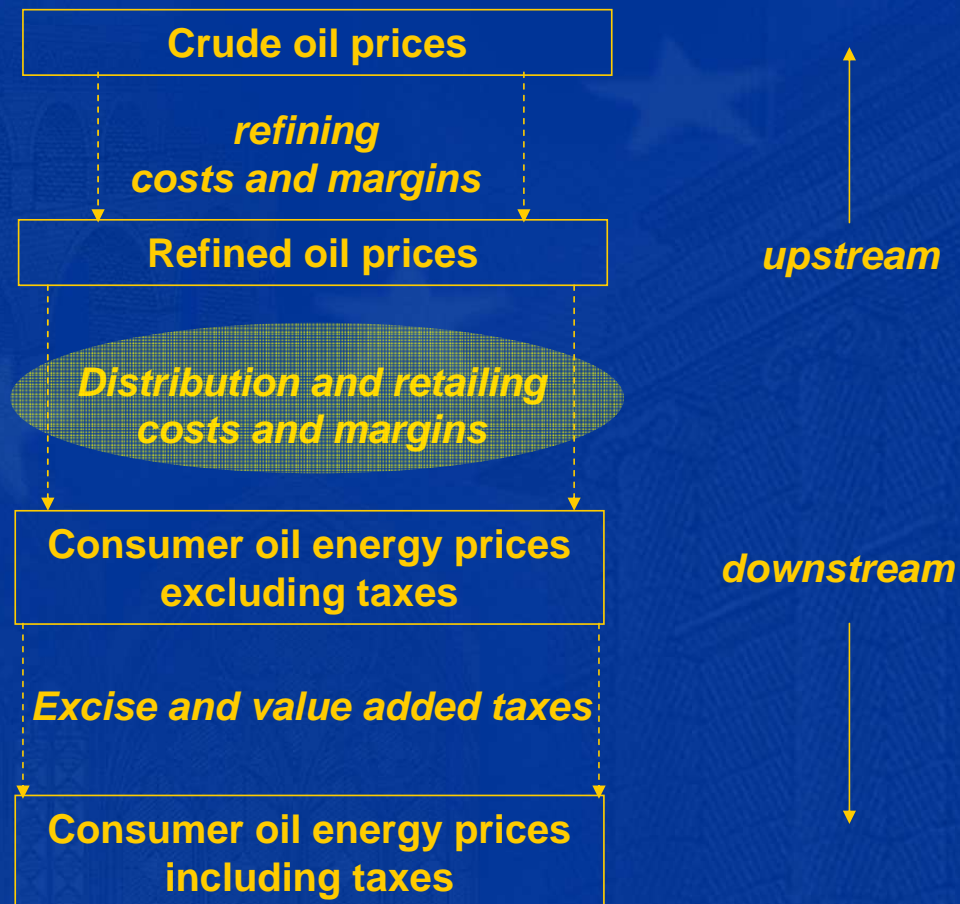 Crude oil prices
refining
costs and margins
Refined oil prices
upstream
Distribution and retailing
costs and margins
Consumer oil energy prices
excluding taxes
downstream
Excise and value added taxes
Consumer oil energy prices
including taxes